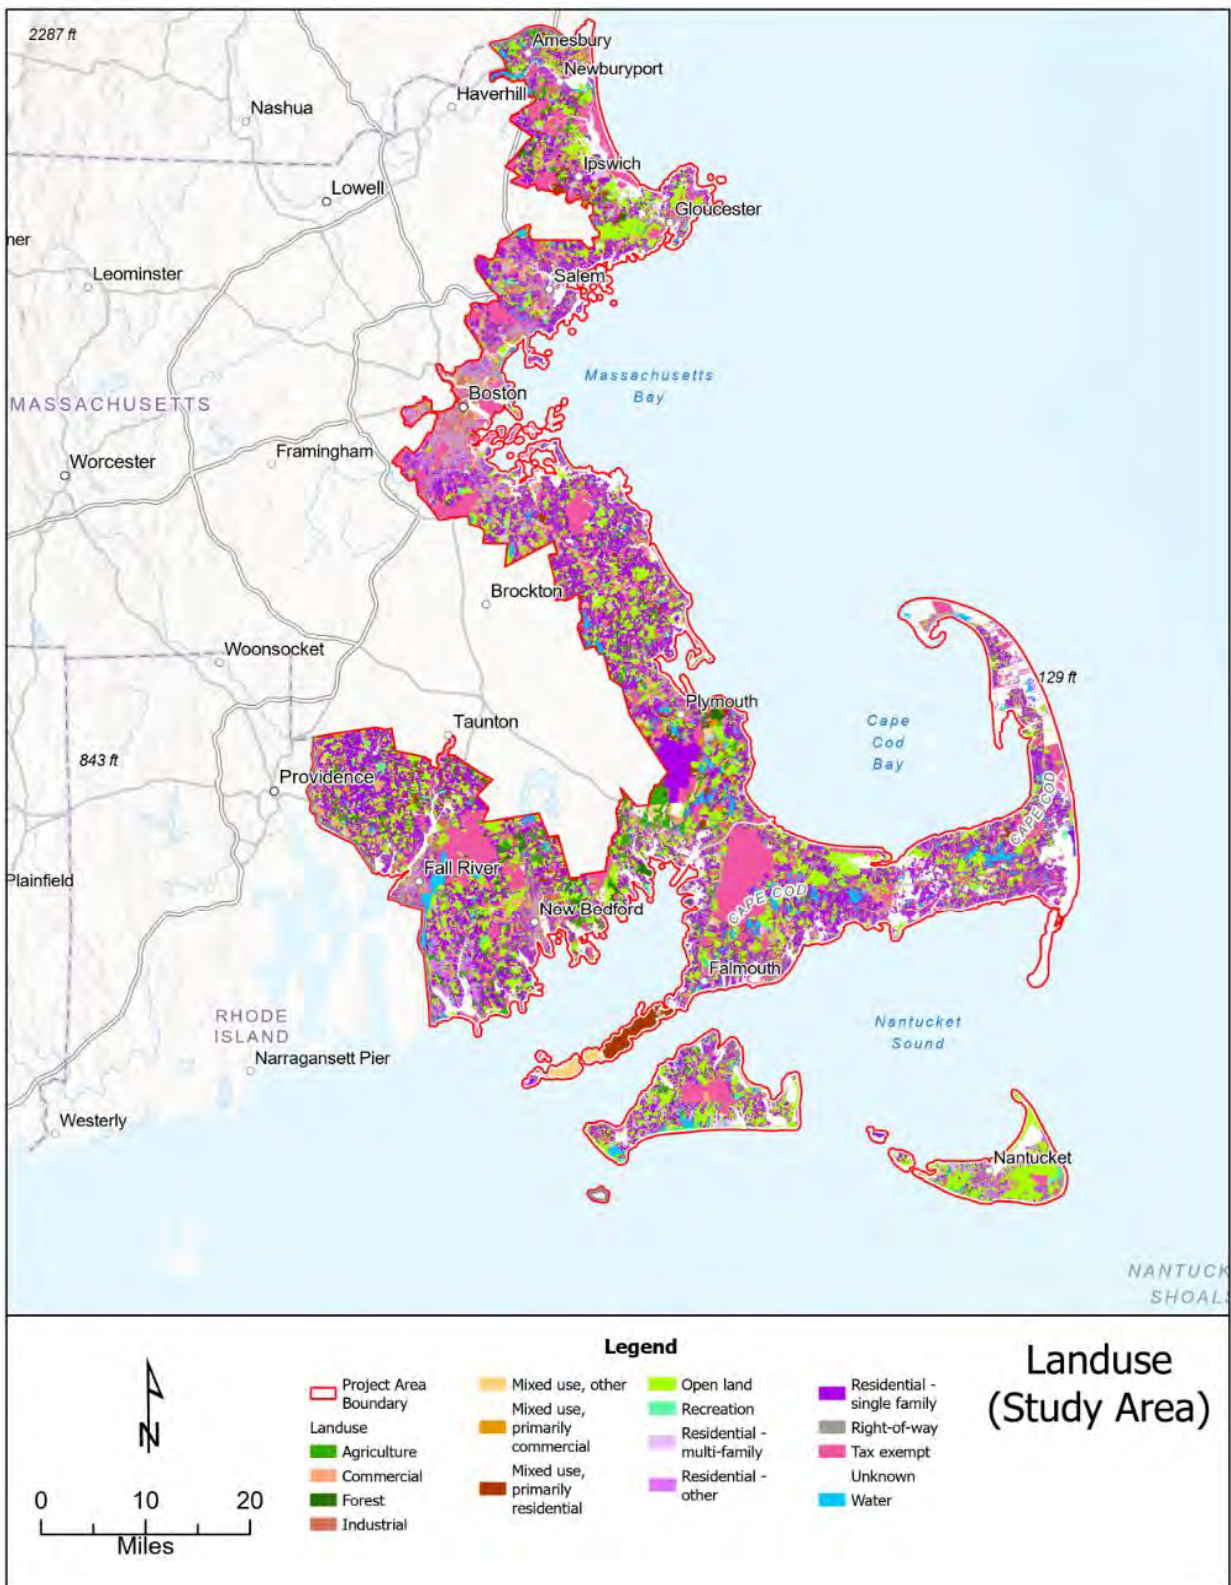 2287 ft
Amesbury
Newburyport
Haverhill
Nashua
Ipswich
Lowell
Gloucester
ner
Leominster
Salem
Massachusetts
Bay
Boston
MASSACHUSETTS
Framingham
Worcester
Brockton
Woonsocket
129 ft
Plymouth
Taunton
Cape
Cod
Bay
843 ft
Providence
CAPE COD
Fall River
Plainfield
CAPE COD
New Bedford
Falmouth
RHODE
ISLAND
Nantucket
Sound
Narragansett Pier
Westerly
Nantucket
NANTUCK
SHOALS
Legend
Project Area
Boundary
Landuse
Agriculture
Commercial
Forest
Industrial
Mixed use, other
Mixed use,
primarily
commercial
Mixed use,
primarily
residential
Open land
Recreation
Residential -
multi-family
Residential -
other
Residential -
single family
Right-of-way
Tax exempt
Unknown
Water
Landuse
(Study Area)
N
0 10 20
Miles